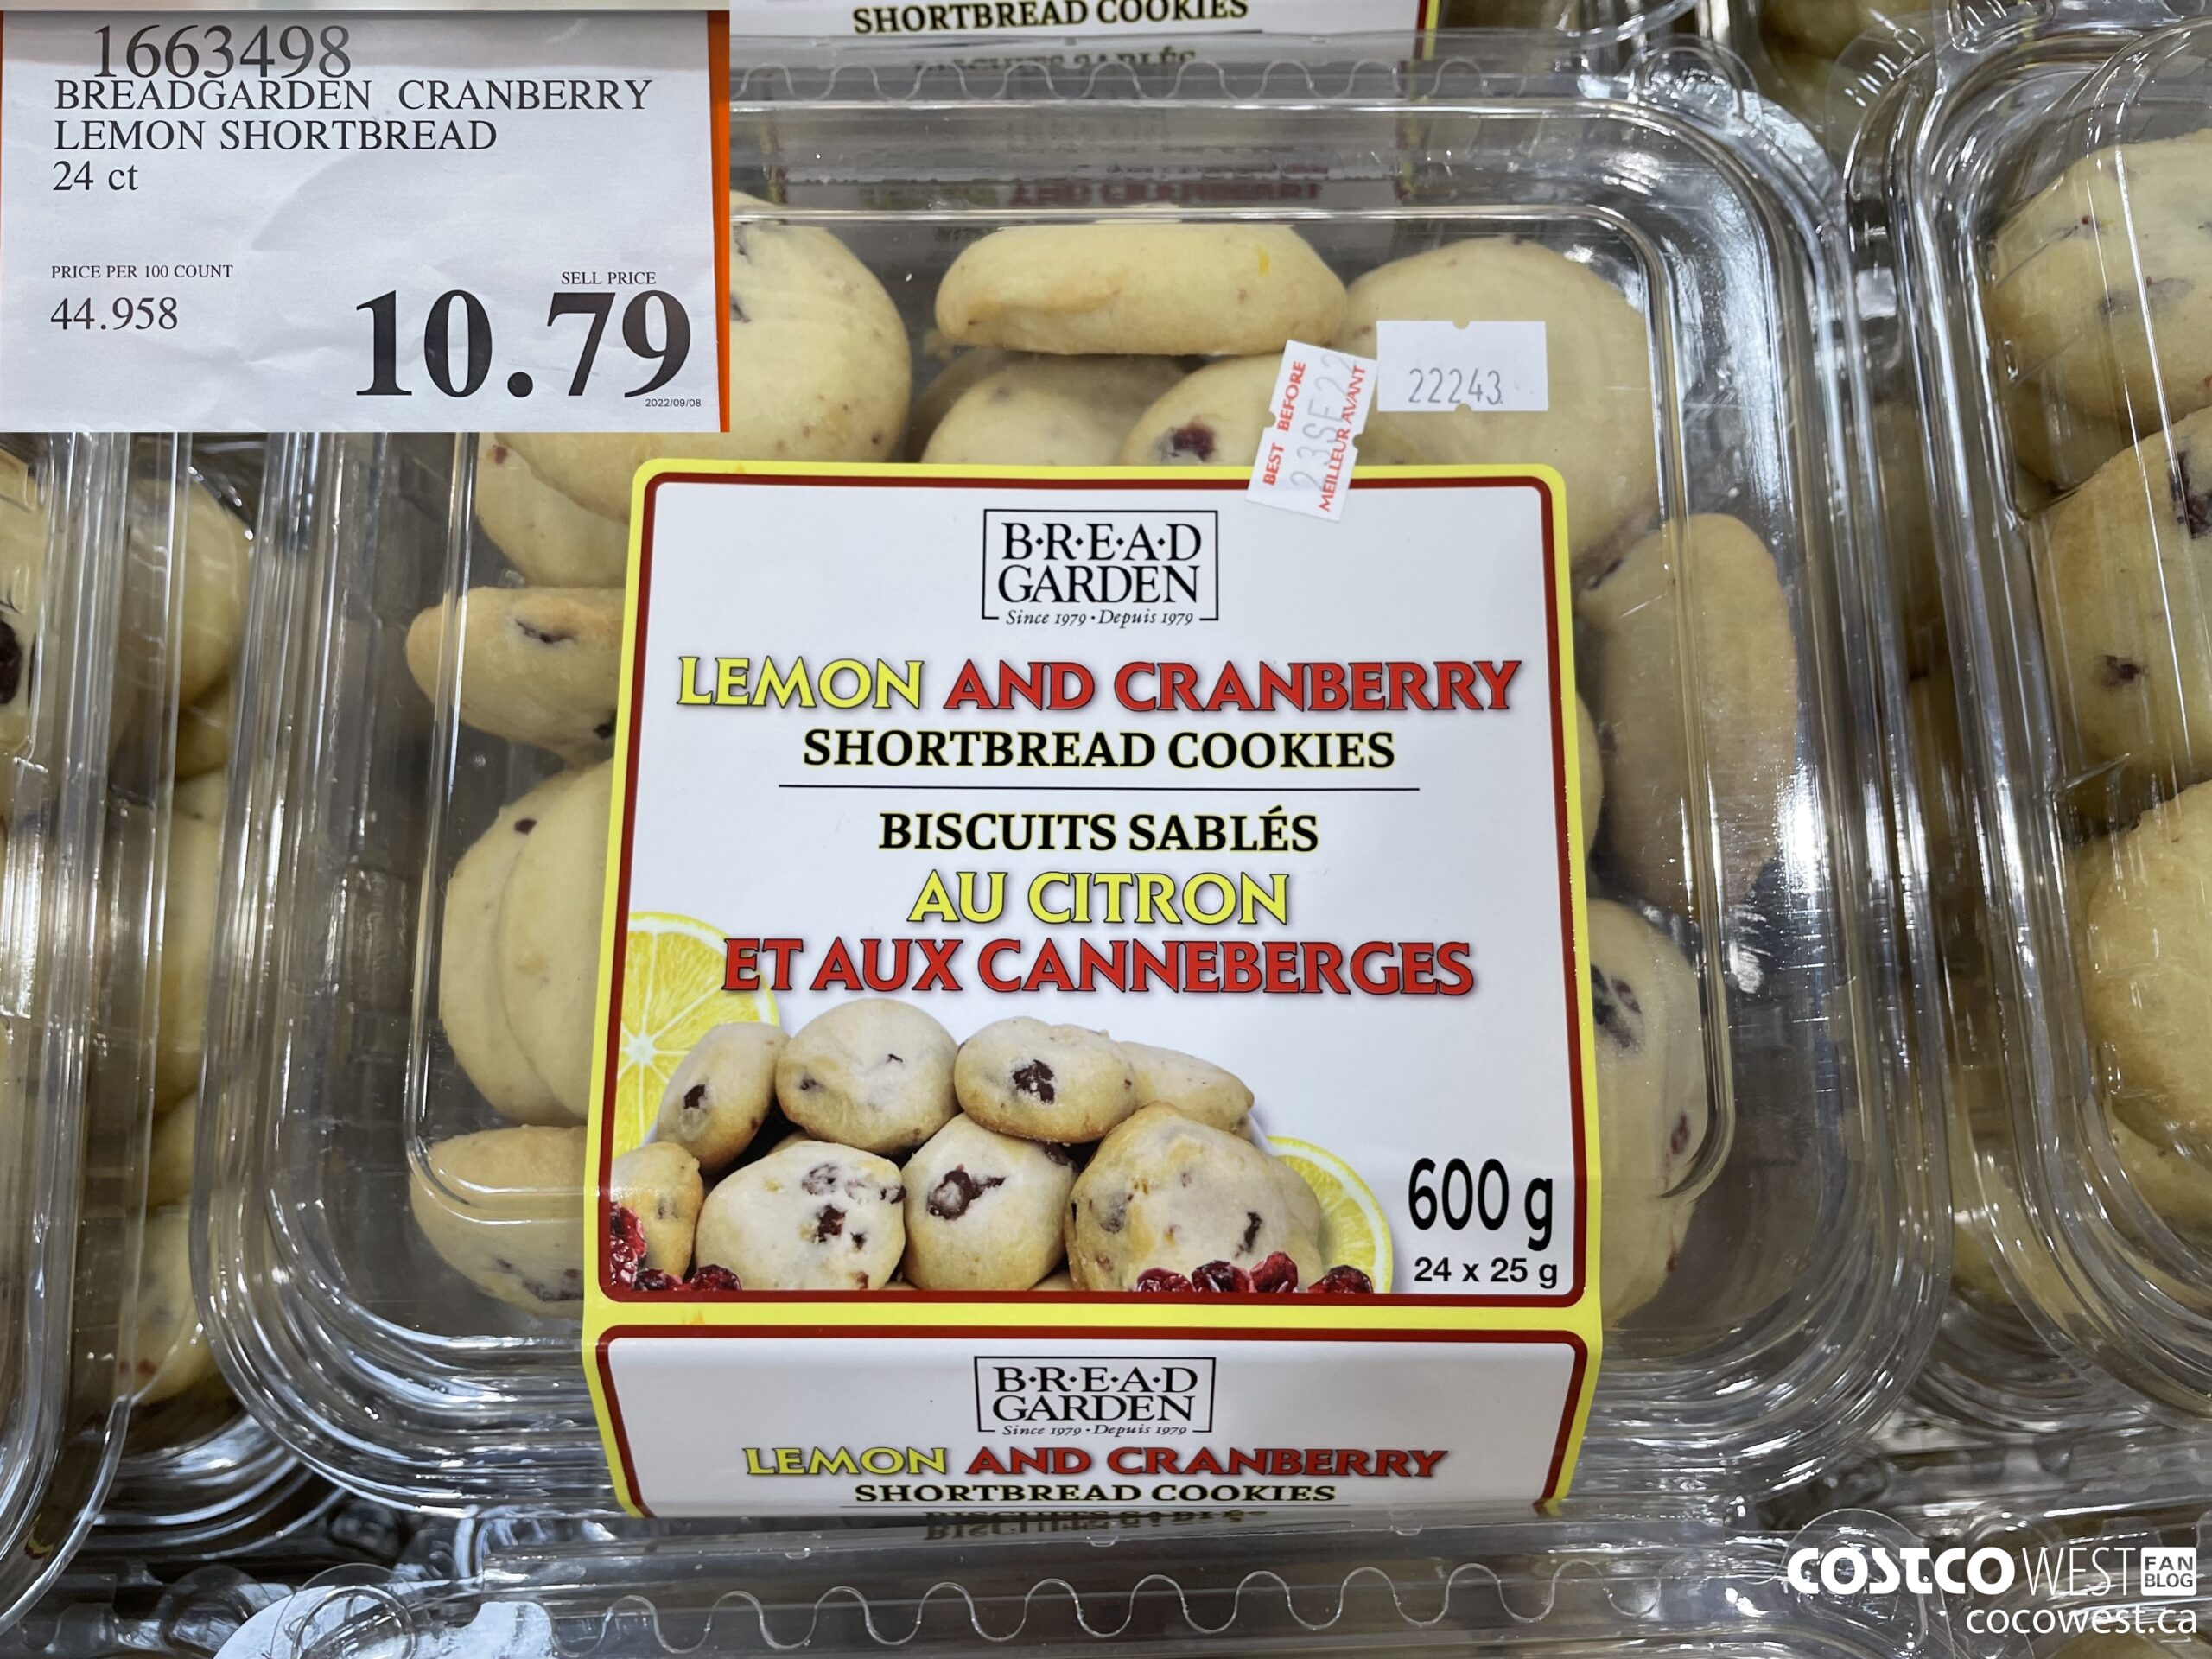 1663498
BREADGARDEN CRANBERRY
LEMON SHORTBREAD
24 ct
PRICE PER 100 COUNT
44.958
SELL PRICE
10.79
2022/09/08
SHORTBREAD COOKIES
BISCUITS SABLÉS
22243
BEST BEFORE
23SE22
MEILLEUR AVANT
B·R·E·A·D
GARDEN
Since 1979 · Depuis 1979
LEMON AND CRANBERRY
SHORTBREAD COOKIES
BISCUITS SABLÉS
AU CITRON
ET AUX CANNEBERGES
600 g
24 x 25 g
B·R·E·A·D
GARDEN
Since 1979 · Depuis 1979
LEMON AND CRANBERRY
SHORTBREAD COOKIES
COSTCO WEST FAN BLOG
cocowest.ca